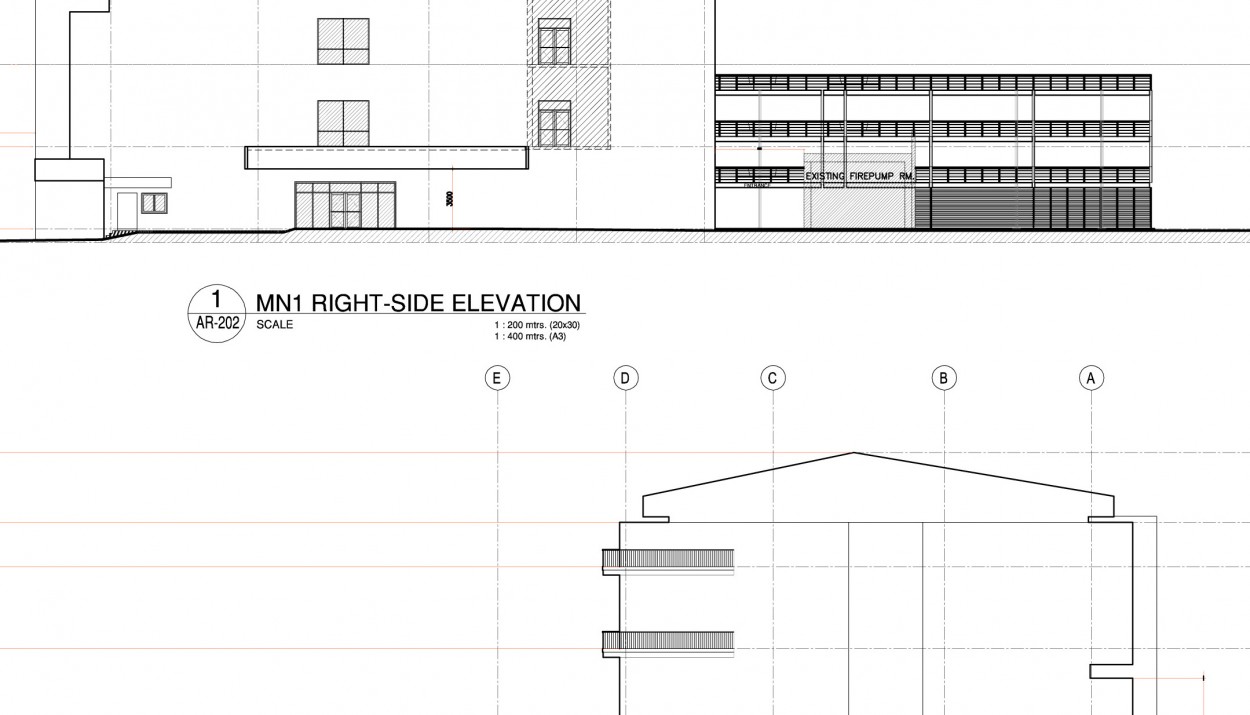 3500
EXISTING FIREPUMP RM.
ENTRANCE
1
AR-202
MN1 RIGHT-SIDE ELEVATION
SCALE
1 : 200 mtrs. (20x30)
1 : 400 mtrs. (A3)
E D C B A